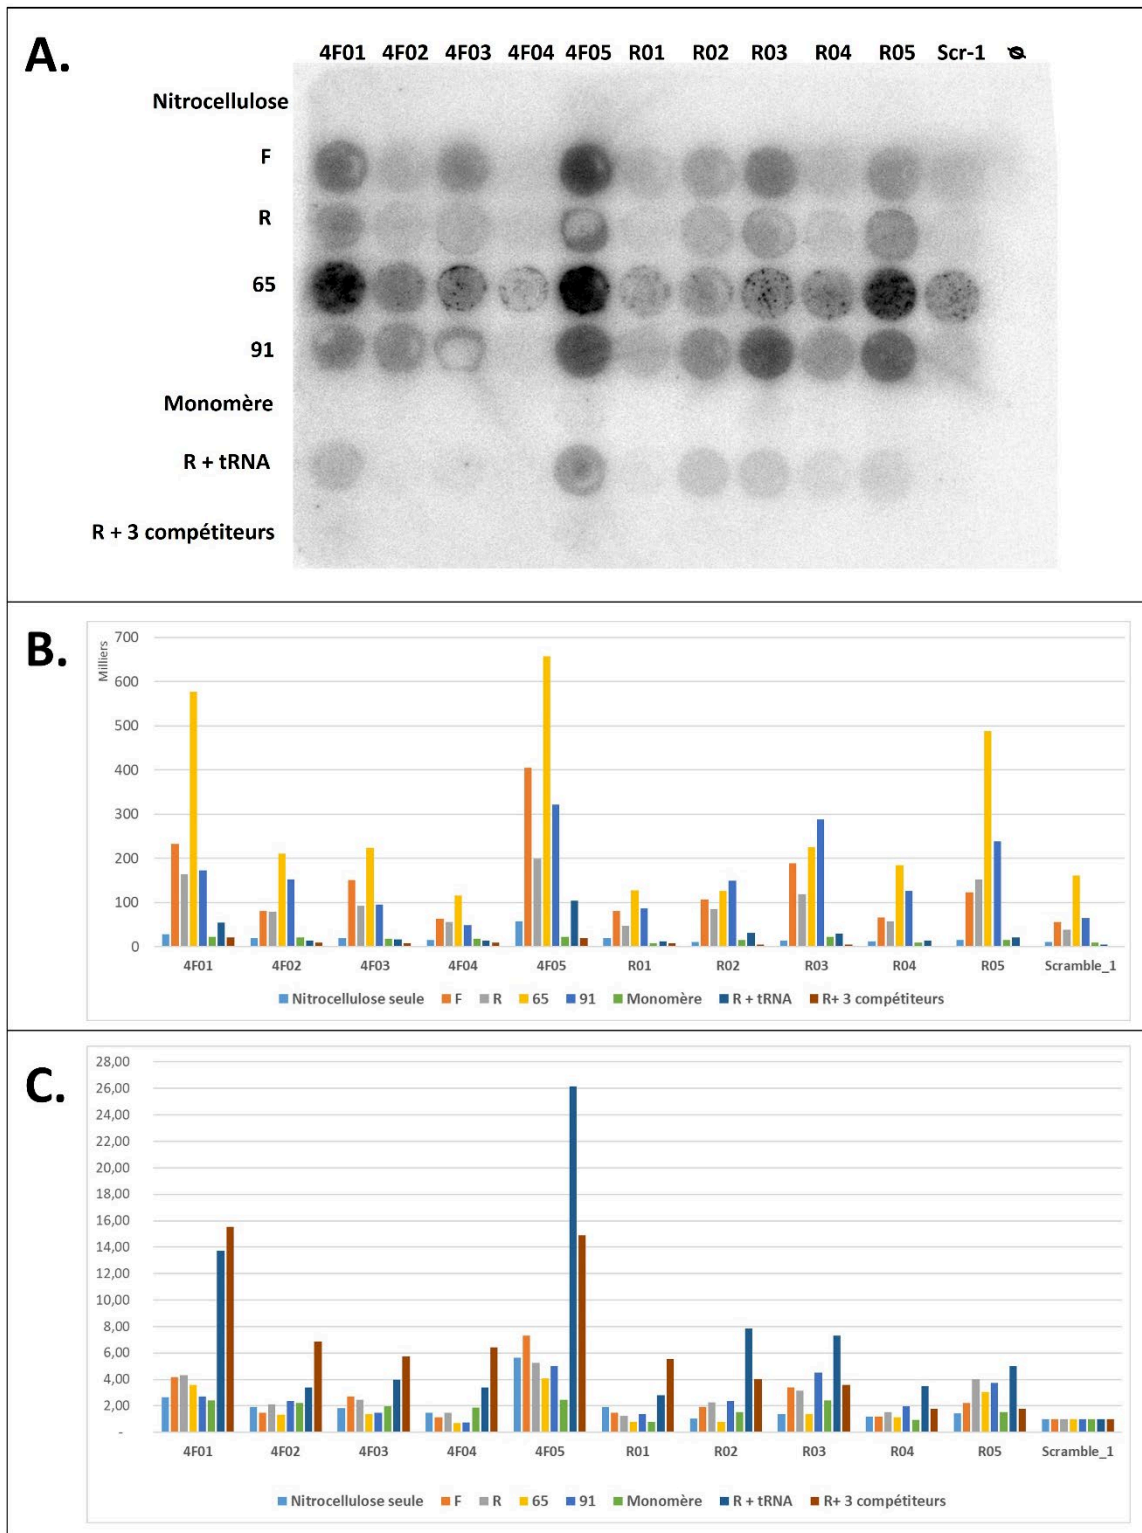 A.
4F01 4F02 4F03 4F04 4F05 R01 R02 R03 R04 R05 Scr-1 Ø
Nitrocellulose
F
R
65
91
Monomère
R + tRNA
R + 3 compétiteurs
B.
Milliers
700
600
500
400
300
200
100
0
4F01 4F02 4F03 4F04 4F05 R01 R02 R03 R04 R05 Scramble_1
Nitrocellulose seule F R 65 91 Monomère R + tRNA R+ 3 compétiteurs
C.
28,00
26,00
24,00
22,00
20,00
18,00
16,00
14,00
12,00
10,00
8,00
6,00
4,00
2,00
-
4F01 4F02 4F03 4F04 4F05 R01 R02 R03 R04 R05 Scramble_1
Nitrocellulose seule F R 65 91 Monomère R + tRNA R+ 3 compétiteurs